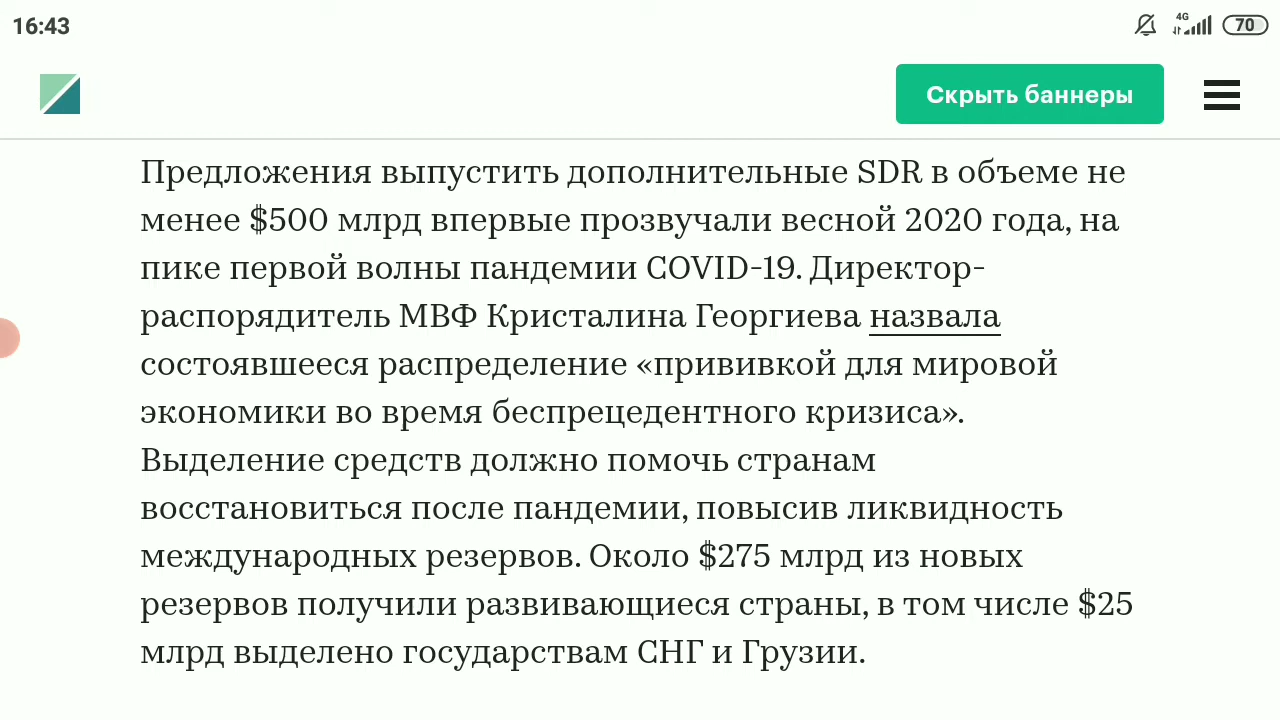 16:43
4G
70
Скрыть баннеры
Предложения выпустить дополнительные SDR в объеме не
менее $500 млрд впервые прозвучали весной 2020 года, на
пике первой волны пандемии COVID-19. Директор-
распорядитель МВФ Кристалина Георгиева назвала
состоявшееся распределение «прививкой для мировой
экономики во время беспрецедентного кризиса».
Выделение средств должно помочь странам
восстановиться после пандемии, повысив ликвидность
международных резервов. Около $275 млрд из новых
резервов получили развивающиеся страны, в том числе $25
млрд выделено государствам СНГ и Грузии.